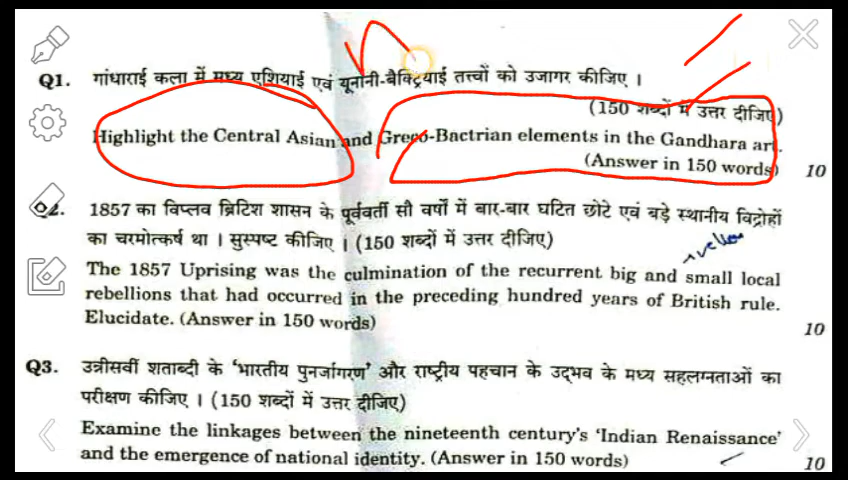 Q1. गांधाराई कला में मध्य एशियाई एवं यूनानी-बैक्ट्रियाई तत्त्वों को उजागर कीजिए ।
(150 शब्दों में उत्तर दीजिए)
Highlight the Central Asian and Greco-Bactrian elements in the Gandhara art.
(Answer in 150 words) 10
Q2. 1857 का विप्लव ब्रिटिश शासन के पूर्ववर्ती सौ वर्षों में बार-बार घटित छोटे एवं बड़े स्थानीय विद्रोहों
का चरमोत्कर्ष था । सुस्पष्ट कीजिए । (150 शब्दों में उत्तर दीजिए)
The 1857 Uprising was the culmination of the recurrent big and small local
rebellions that had occurred in the preceding hundred years of British rule.
Elucidate. (Answer in 150 words) 10
Q3. उन्नीसवीं शताब्दी के ‘भारतीय पुनर्जागरण’ और राष्ट्रीय पहचान के उद्भव के मध्य सहलग्नताओं का
परीक्षण कीजिए । (150 शब्दों में उत्तर दीजिए)
Examine the linkages between the nineteenth century’s ‘Indian Renaissance’
and the emergence of national identity. (Answer in 150 words) 10